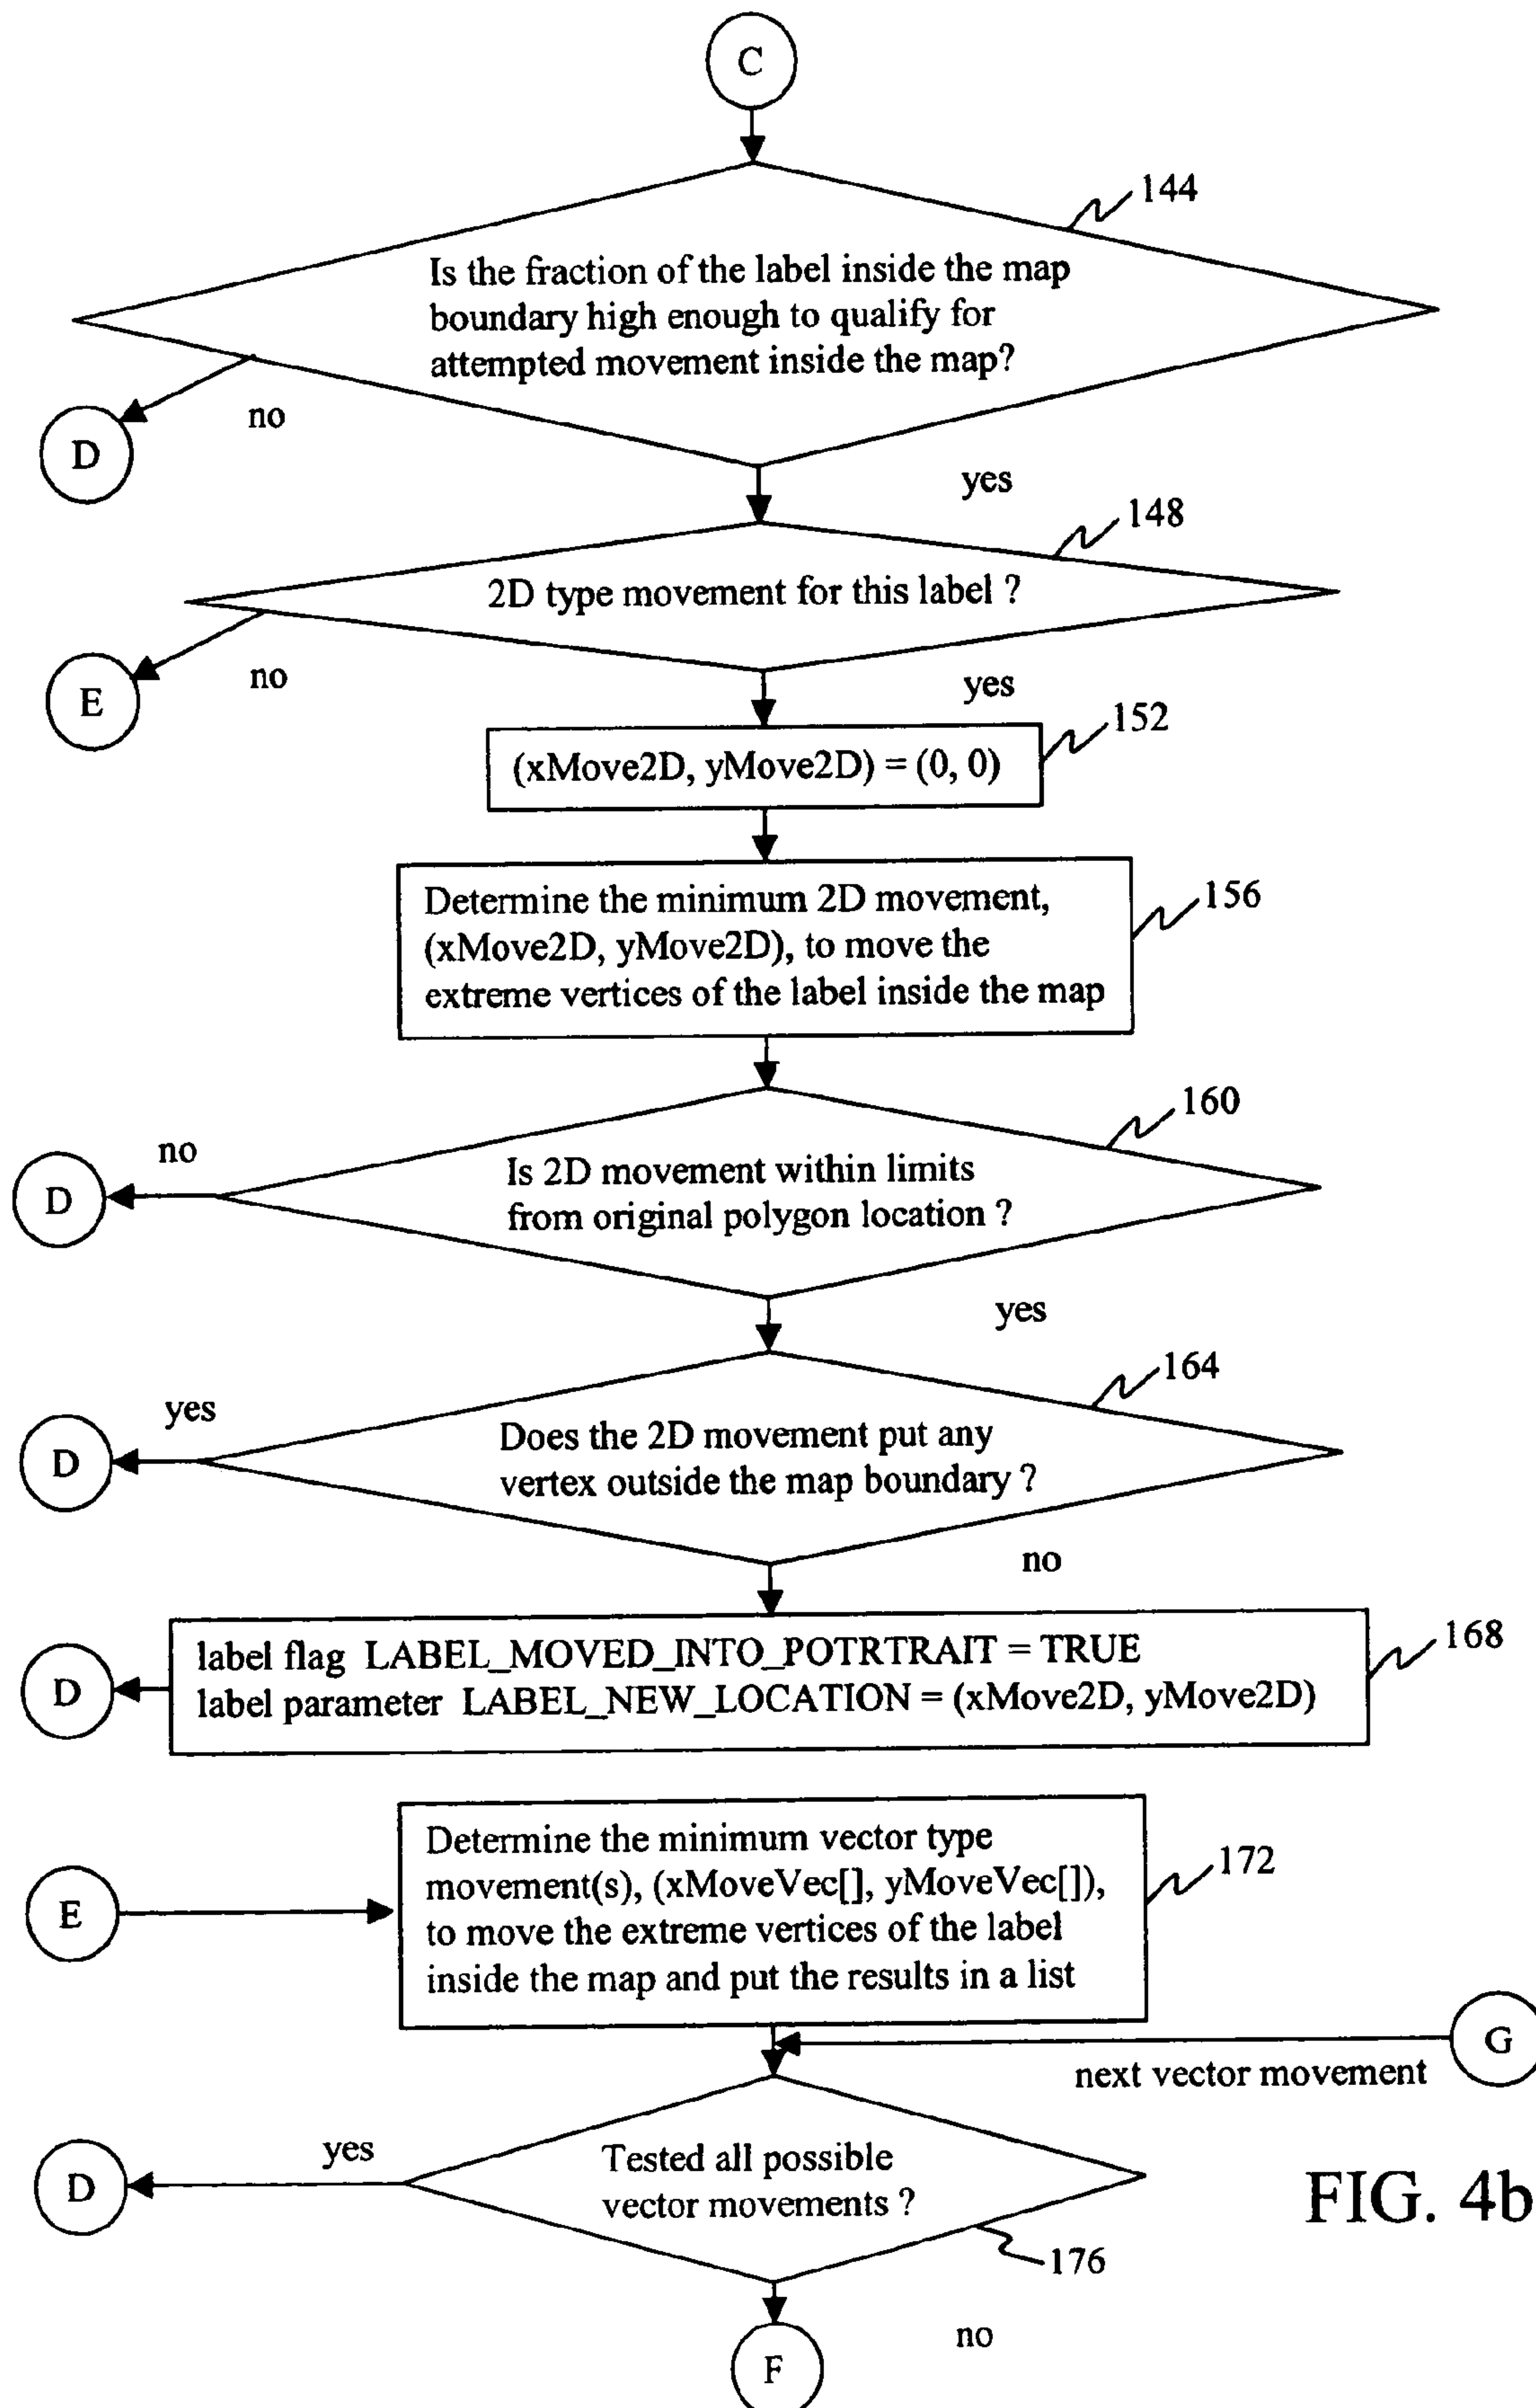 C
144
Is the fraction of the label inside the map
boundary high enough to qualify for
attempted movement inside the map?
no
D
yes
148
2D type movement for this label ?
no
E
yes
152
(xMove2D, yMove2D) = (0, 0)
156
Determine the minimum 2D movement,
(xMove2D, yMove2D), to move the
extreme vertices of the label inside the map
160
no
D
Is 2D movement within limits
from original polygon location ?
yes
164
yes
D
Does the 2D movement put any
vertex outside the map boundary ?
no
168
D
label flag LABEL_MOVED_INTO_POTRTRAIT = TRUE
label parameter LABEL_NEW_LOCATION = (xMove2D, yMove2D)
172
E
Determine the minimum vector type
movement(s), (xMoveVec[], yMoveVec[]),
to move the extreme vertices of the label
inside the map and put the results in a list
G
next vector movement
yes
D
Tested all possible
vector movements ?
FIG. 4b
176
no
F